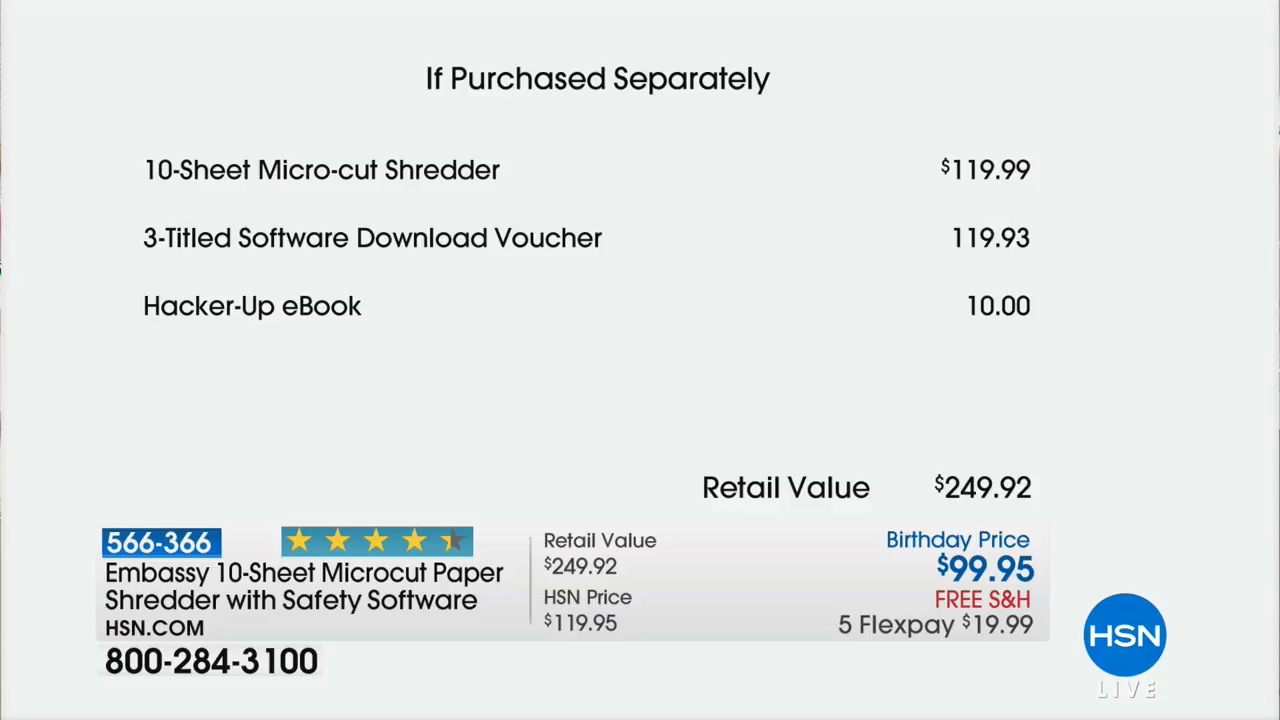 If Purchased Separately
10-Sheet Micro-cut Shredder $119.99
3-Titled Software Download Voucher 119.93
Hacker-Up eBook 10.00
Retail Value $249.92
566-366
Embassy 10-Sheet Microcut Paper
Shredder with Safety Software
HSN.COM
800-284-3100
Retail Value
$249.92
HSN Price
$119.95
Birthday Price
$99.95
FREE S&H
5 Flexpay $19.99
HSN
LIVE